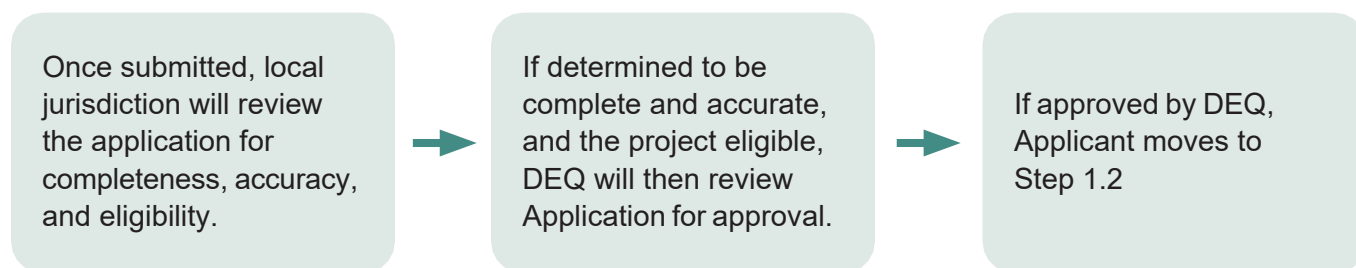 Once submitted, local
jurisdiction will review
the application for
completeness, accuracy,
and eligibility.
If determined to be
complete and accurate,
and the project eligible,
DEQ will then review
Application for approval.
If approved by DEQ,
Applicant moves to
Step 1.2